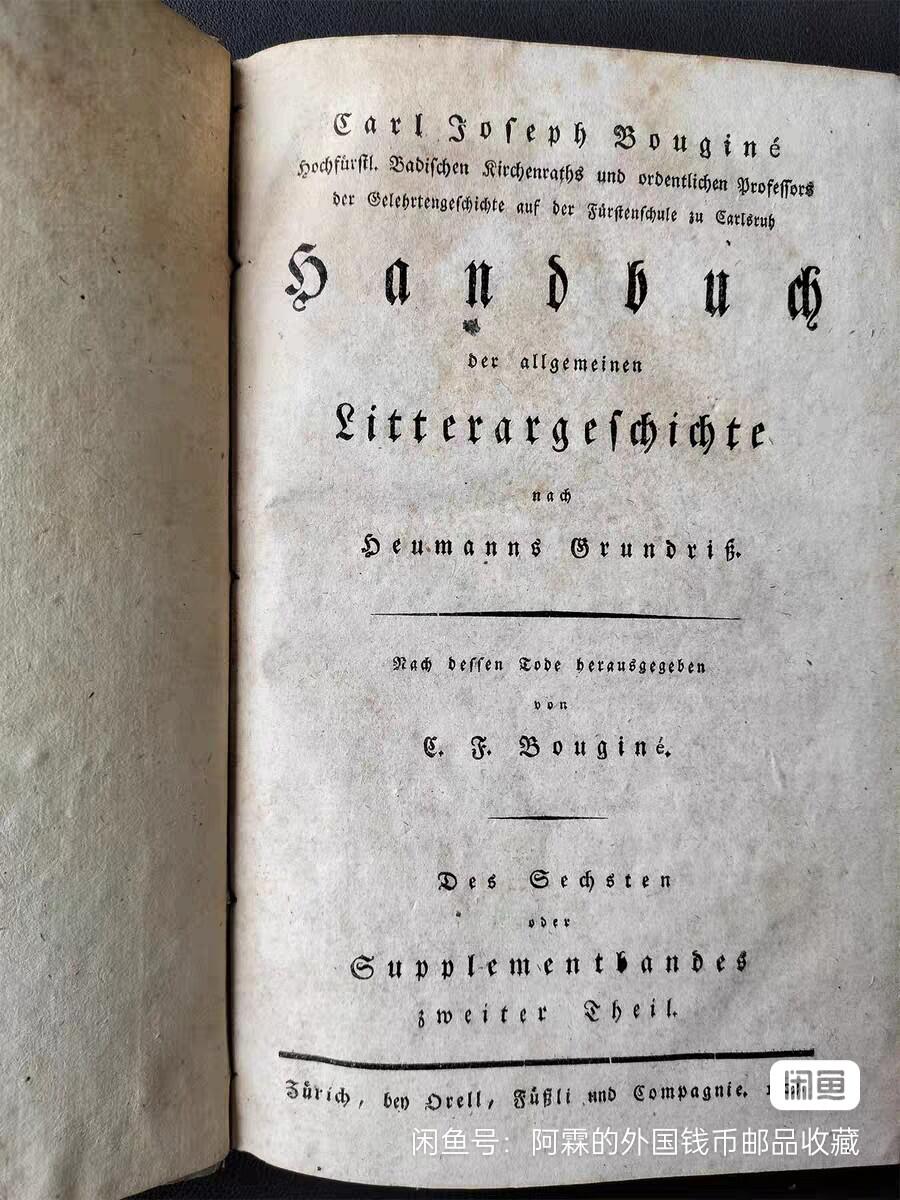 Carl Joseph Bouginé
Hochfürstl. Badischen Kirchenraths und ordentlichen Professors
der Gelehrtengeschichte auf der Fürstenschule zu Carlsruh
Handbuch
der allgemeinen
Litterargeschichte
nach
Heumanns Grundriß.
Nach dessen Tode herausgegeben
von
C. F. Bouginé.
Des Sechsten
oder
Supplementbandes
zweiter Theil.
Zürich, bey Orell, Füßli und Compagnie.
闲鱼
闲鱼号：阿霖的外国钱币邮品收藏